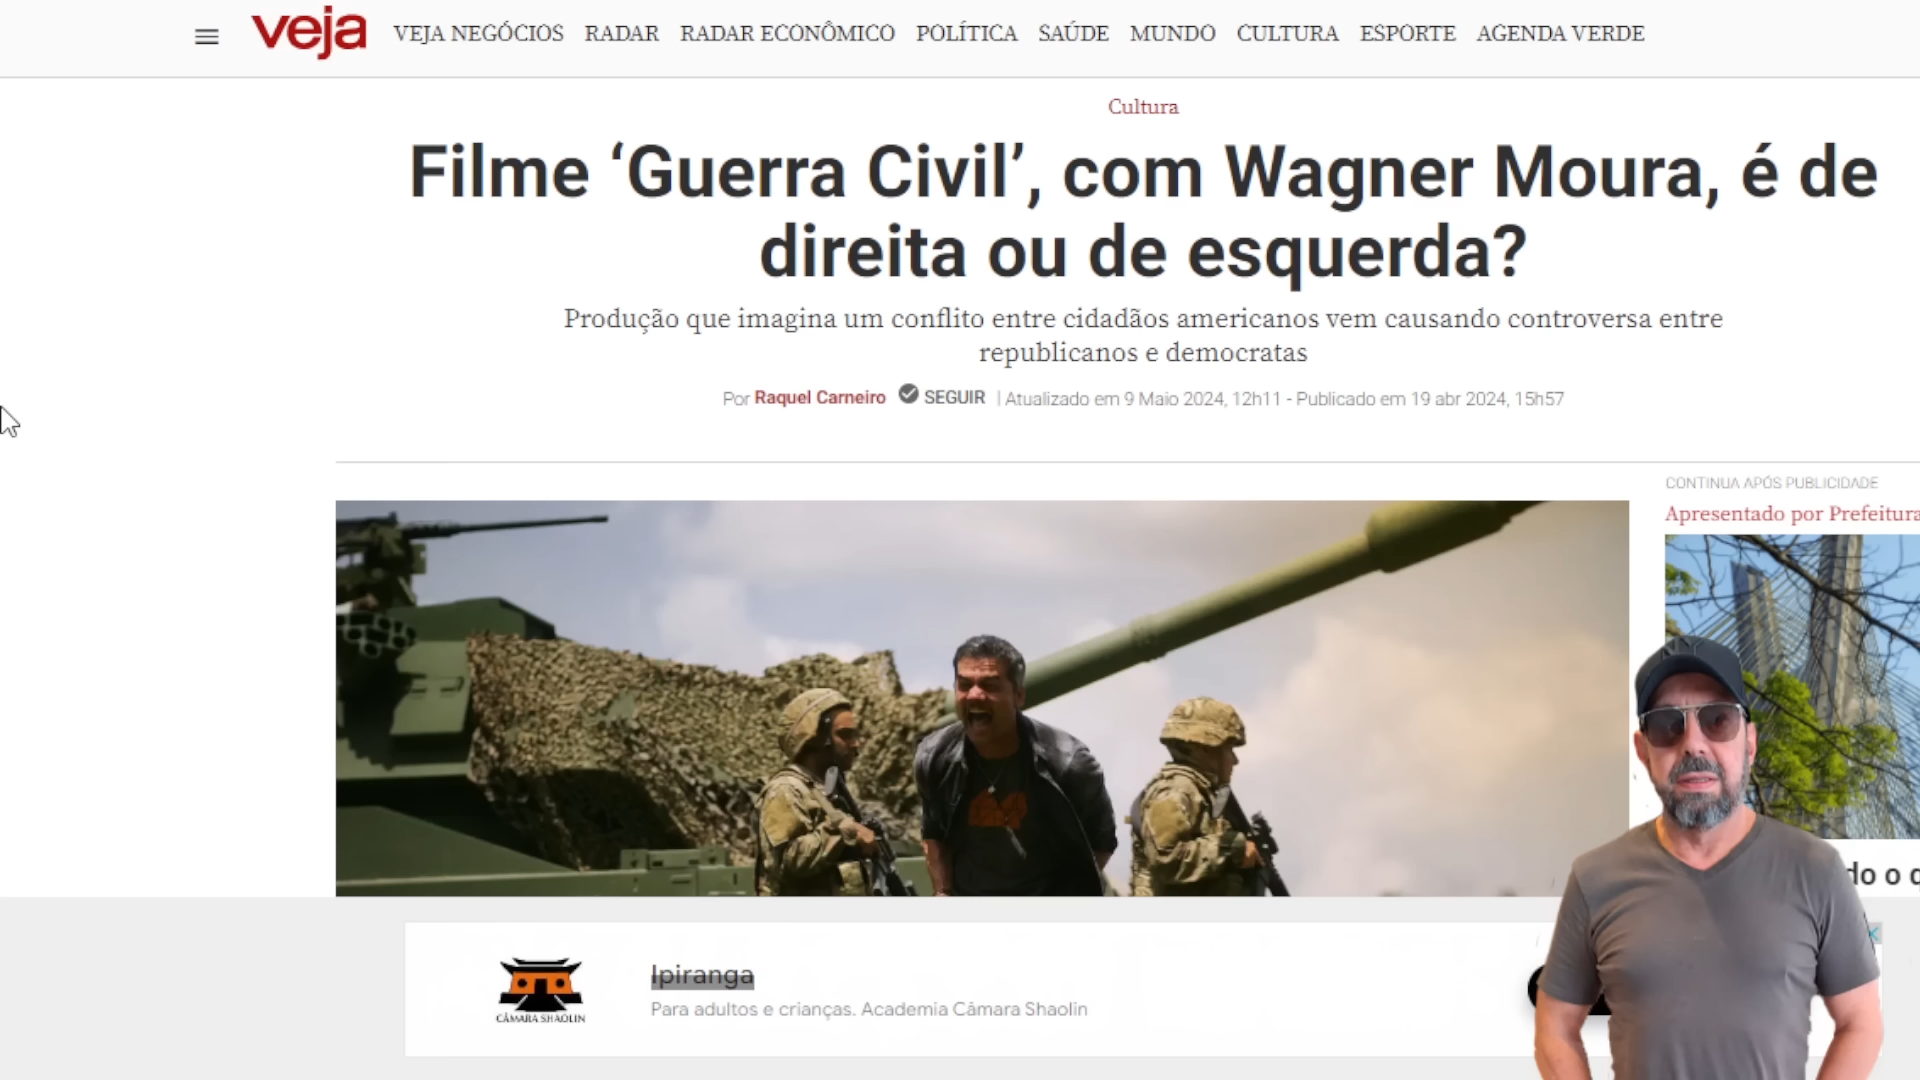 veja
VEJA NEGÓCIOS RADAR RADAR ECONÔMICO POLÍTICA SAÚDE MUNDO CULTURA ESPORTE AGENDA VERDE
Cultura
Filme ‘Guerra Civil’, com Wagner Moura, é de
direita ou de esquerda?
Produção que imagina um conflito entre cidadãos americanos vem causando controversa entre
republicanos e democratas
Por Raquel Carneiro SEGUIR | Atualizado em 9 Maio 2024, 12h11 - Publicado em 19 abr 2024, 15h57
CONTINUA APÓS PUBLICIDADE
Apresentado por Prefeitura
NY
do o
CÂMARA SHAOLIN
Ipiranga
Para adultos e crianças. Academia Câmara Shaolin